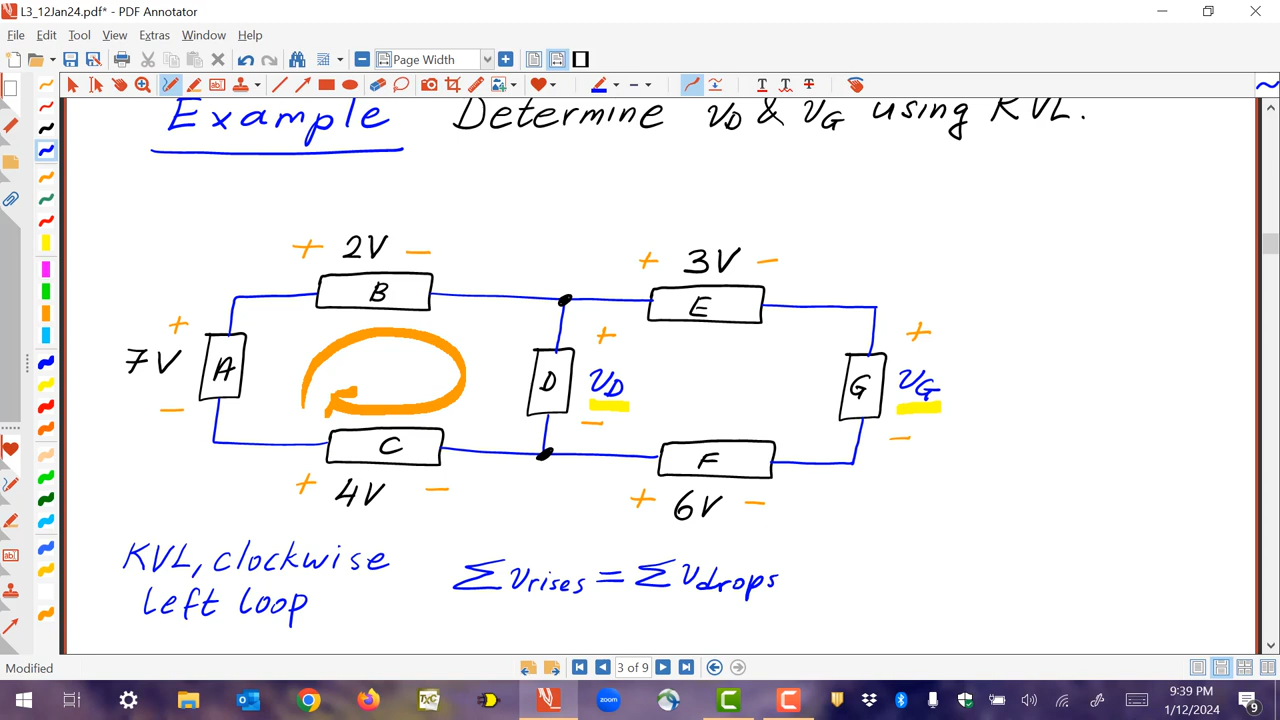 L3_12Jan24.pdf* - PDF Annotator
File Edit Tool View Extras Window Help
Page Width
Example Determine vD & vG using KVL.
+ 2V −
+ 3V −
B
E
+
7V
−
A
D
+
vD
−
G
+
vG
−
C
F
+ 4V −
+ 6V −
KVL, clockwise
left loop
Σ vrises = Σ vdrops
Modified
3 of 9
9:39 PM
1/12/2024